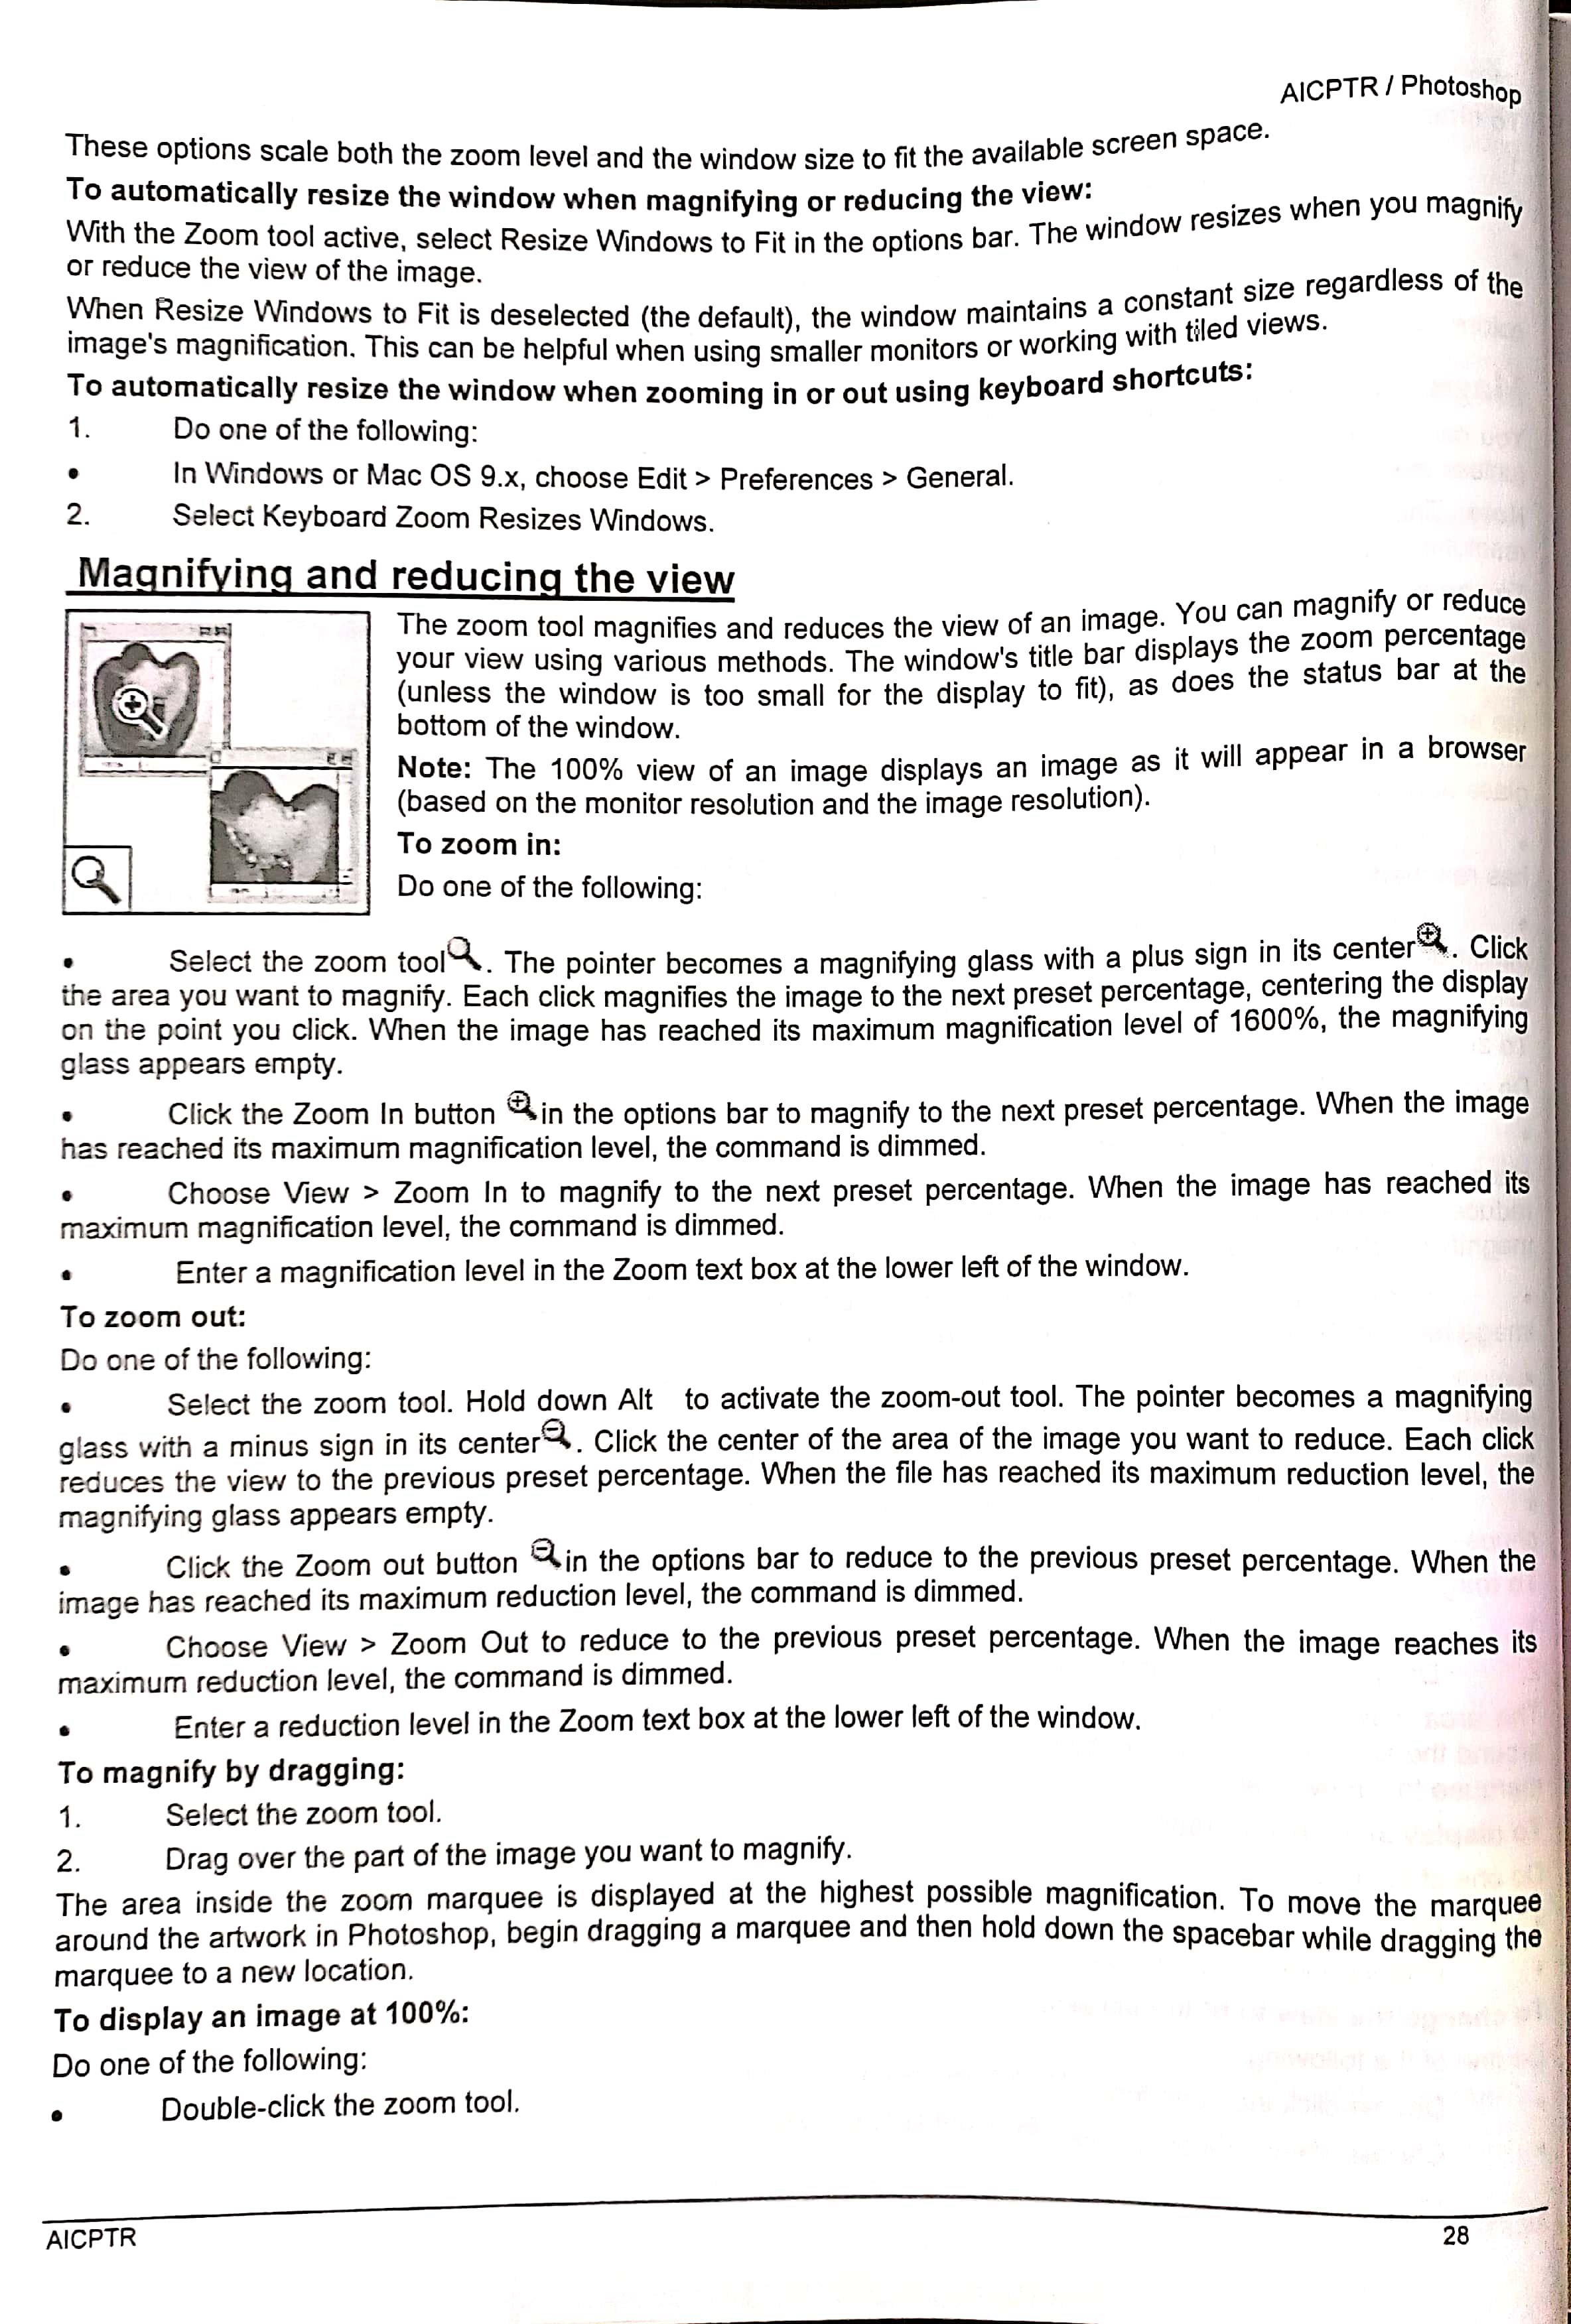 AICPTR / Photoshop
These options scale both the zoom level and the window size to fit the available screen space.
To automatically resize the window when magnifying or reducing the view:
With the Zoom tool active, select Resize Windows to Fit in the options bar. The window resizes when you magnify
or reduce the view of the image.
When Resize Windows to Fit is deselected (the default), the window maintains a constant size regardless of the
image's magnification. This can be helpful when using smaller monitors or working with tiled views.
To automatically resize the window when zooming in or out using keyboard shortcuts:
1. Do one of the following:
• In Windows or Mac OS 9.x, choose Edit > Preferences > General.
2. Select Keyboard Zoom Resizes Windows.
Magnifying and reducing the view
The zoom tool magnifies and reduces the view of an image. You can magnify or reduce
your view using various methods. The window's title bar displays the zoom percentage
(unless the window is too small for the display to fit), as does the status bar at the
bottom of the window.
Note: The 100% view of an image displays an image as it will appear in a browser
(based on the monitor resolution and the image resolution).
To zoom in:
Do one of the following:
• Select the zoom tool. The pointer becomes a magnifying glass with a plus sign in its center. Click
the area you want to magnify. Each click magnifies the image to the next preset percentage, centering the display
on the point you click. When the image has reached its maximum magnification level of 1600%, the magnifying
glass appears empty.
• Click the Zoom In button in the options bar to magnify to the next preset percentage. When the image
has reached its maximum magnification level, the command is dimmed.
• Choose View > Zoom In to magnify to the next preset percentage. When the image has reached its
maximum magnification level, the command is dimmed.
• Enter a magnification level in the Zoom text box at the lower left of the window.
To zoom out:
Do one of the following:
• Select the zoom tool. Hold down Alt to activate the zoom-out tool. The pointer becomes a magnifying
glass with a minus sign in its center. Click the center of the area of the image you want to reduce. Each click
reduces the view to the previous preset percentage. When the file has reached its maximum reduction level, the
magnifying glass appears empty.
• Click the Zoom out button in the options bar to reduce to the previous preset percentage. When the
image has reached its maximum reduction level, the command is dimmed.
• Choose View > Zoom Out to reduce to the previous preset percentage. When the image reaches its
maximum reduction level, the command is dimmed.
• Enter a reduction level in the Zoom text box at the lower left of the window.
To magnify by dragging:
1. Select the zoom tool.
2. Drag over the part of the image you want to magnify.
The area inside the zoom marquee is displayed at the highest possible magnification. To move the marquee
around the artwork in Photoshop, begin dragging a marquee and then hold down the spacebar while dragging the
marquee to a new location.
To display an image at 100%:
Do one of the following:
• Double-click the zoom tool.
AICPTR 28